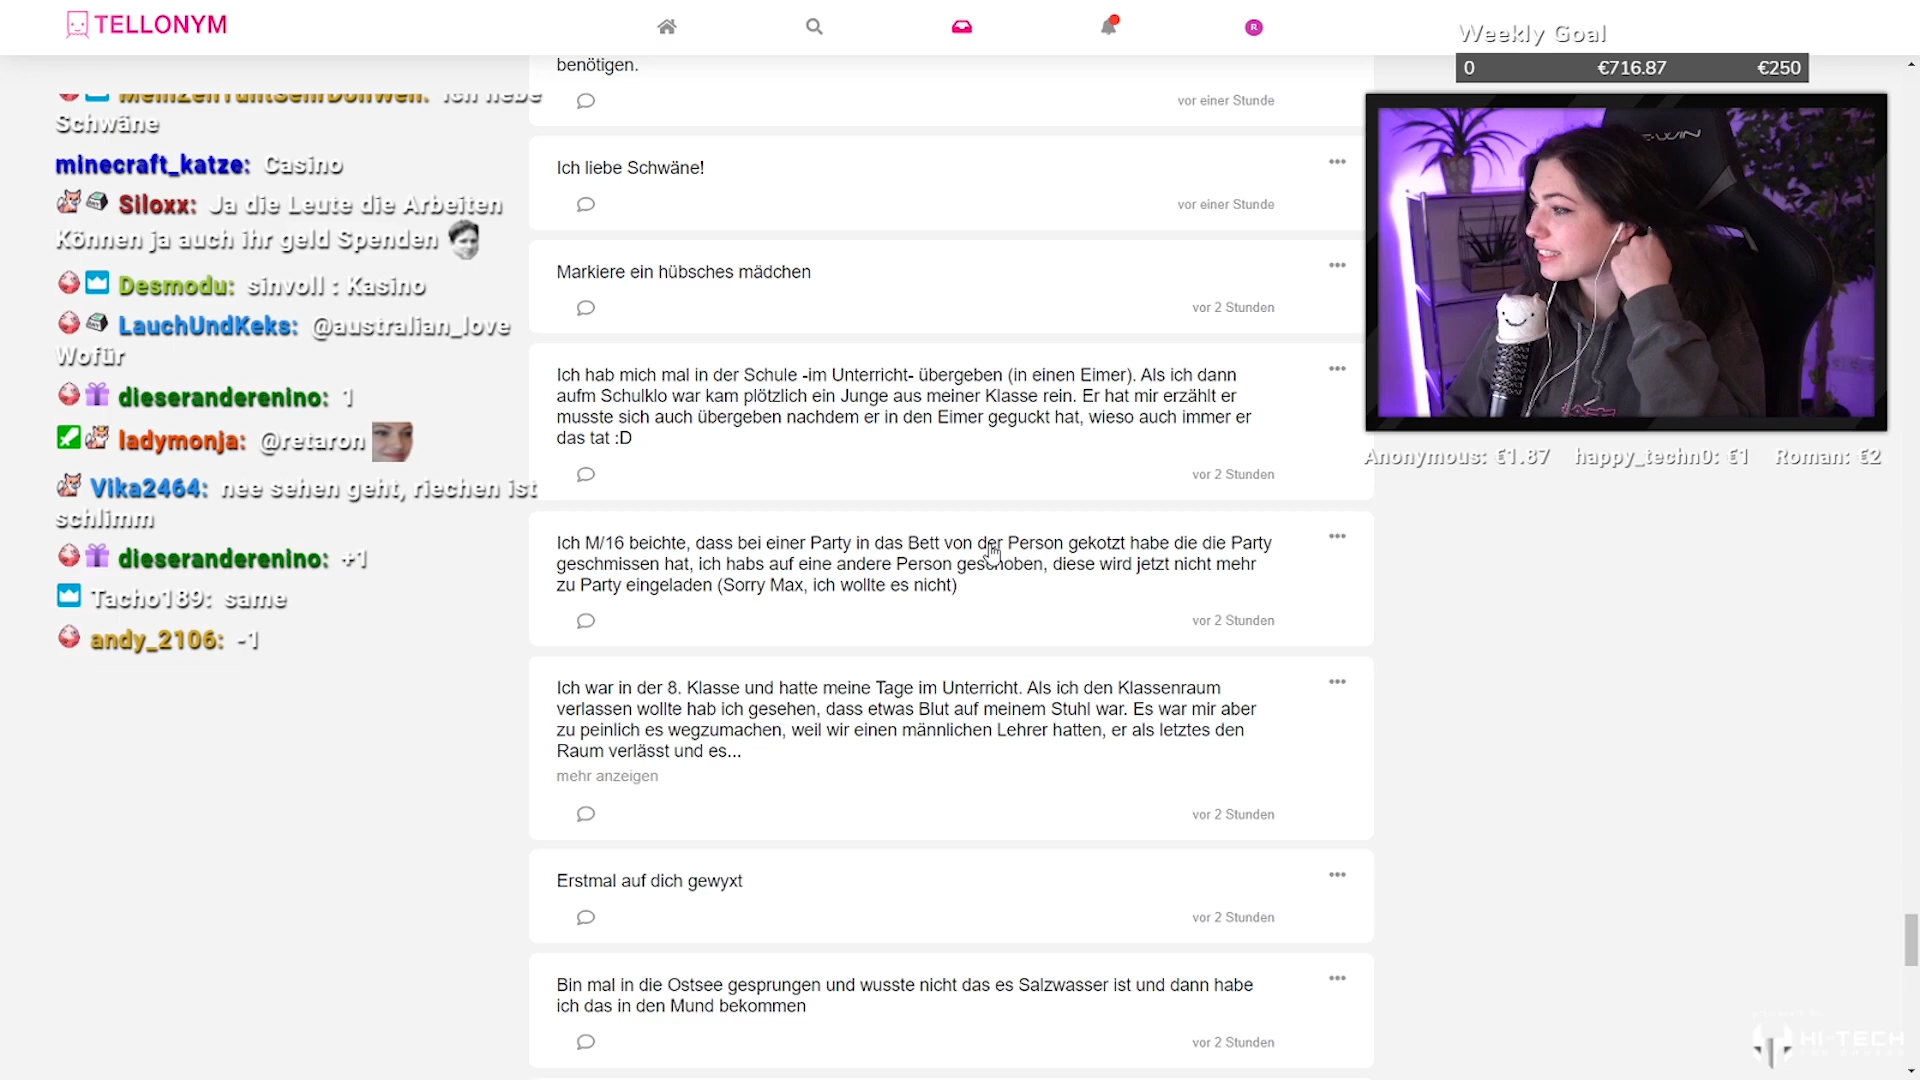 TELLONYM
R
Weekly Goal
0 €716.87 €250
Anonymous: €1.87 happy_techn0: €1 Roman: €2
MeinZehTuntSehrDollWeh: Ich liebe
Schwäne
minecraft_katze: Casino
Siloxx: Ja die Leute die Arbeiten
Können ja auch ihr geld Spenden
Desmodu: sinvoll : Kasino
LauchUndKeks: @australian_love
Wofür
dieseranderenino: 1
ladymonja: @retaron
Vika2464: nee sehen geht, riechen ist
schlimm
dieseranderenino: +1
Tacho189: same
andy_2106: -1
benötigen.
vor einer Stunde
Ich liebe Schwäne!
vor einer Stunde
Markiere ein hübsches mädchen
vor 2 Stunden
Ich hab mich mal in der Schule -im Unterricht- übergeben (in einen Eimer). Als ich dann
aufm Schulklo war kam plötzlich ein Junge aus meiner Klasse rein. Er hat mir erzählt er
musste sich auch übergeben nachdem er in den Eimer geguckt hat, wieso auch immer er
das tat :D
vor 2 Stunden
Ich M/16 beichte, dass bei einer Party in das Bett von der Person gekotzt habe die die Party
geschmissen hat, ich habs auf eine andere Person geschoben, diese wird jetzt nicht mehr
zu Party eingeladen (Sorry Max, ich wollte es nicht)
vor 2 Stunden
Ich war in der 8. Klasse und hatte meine Tage im Unterricht. Als ich den Klassenraum
verlassen wollte hab ich gesehen, dass etwas Blut auf meinem Stuhl war. Es war mir aber
zu peinlich es wegzumachen, weil wir einen männlichen Lehrer hatten, er als letztes den
Raum verlässt und es...
mehr anzeigen
vor 2 Stunden
Erstmal auf dich gewyxt
vor 2 Stunden
Bin mal in die Ostsee gesprungen und wusste nicht das es Salzwasser ist und dann habe
ich das in den Mund bekommen
vor 2 Stunden
HI-TECH